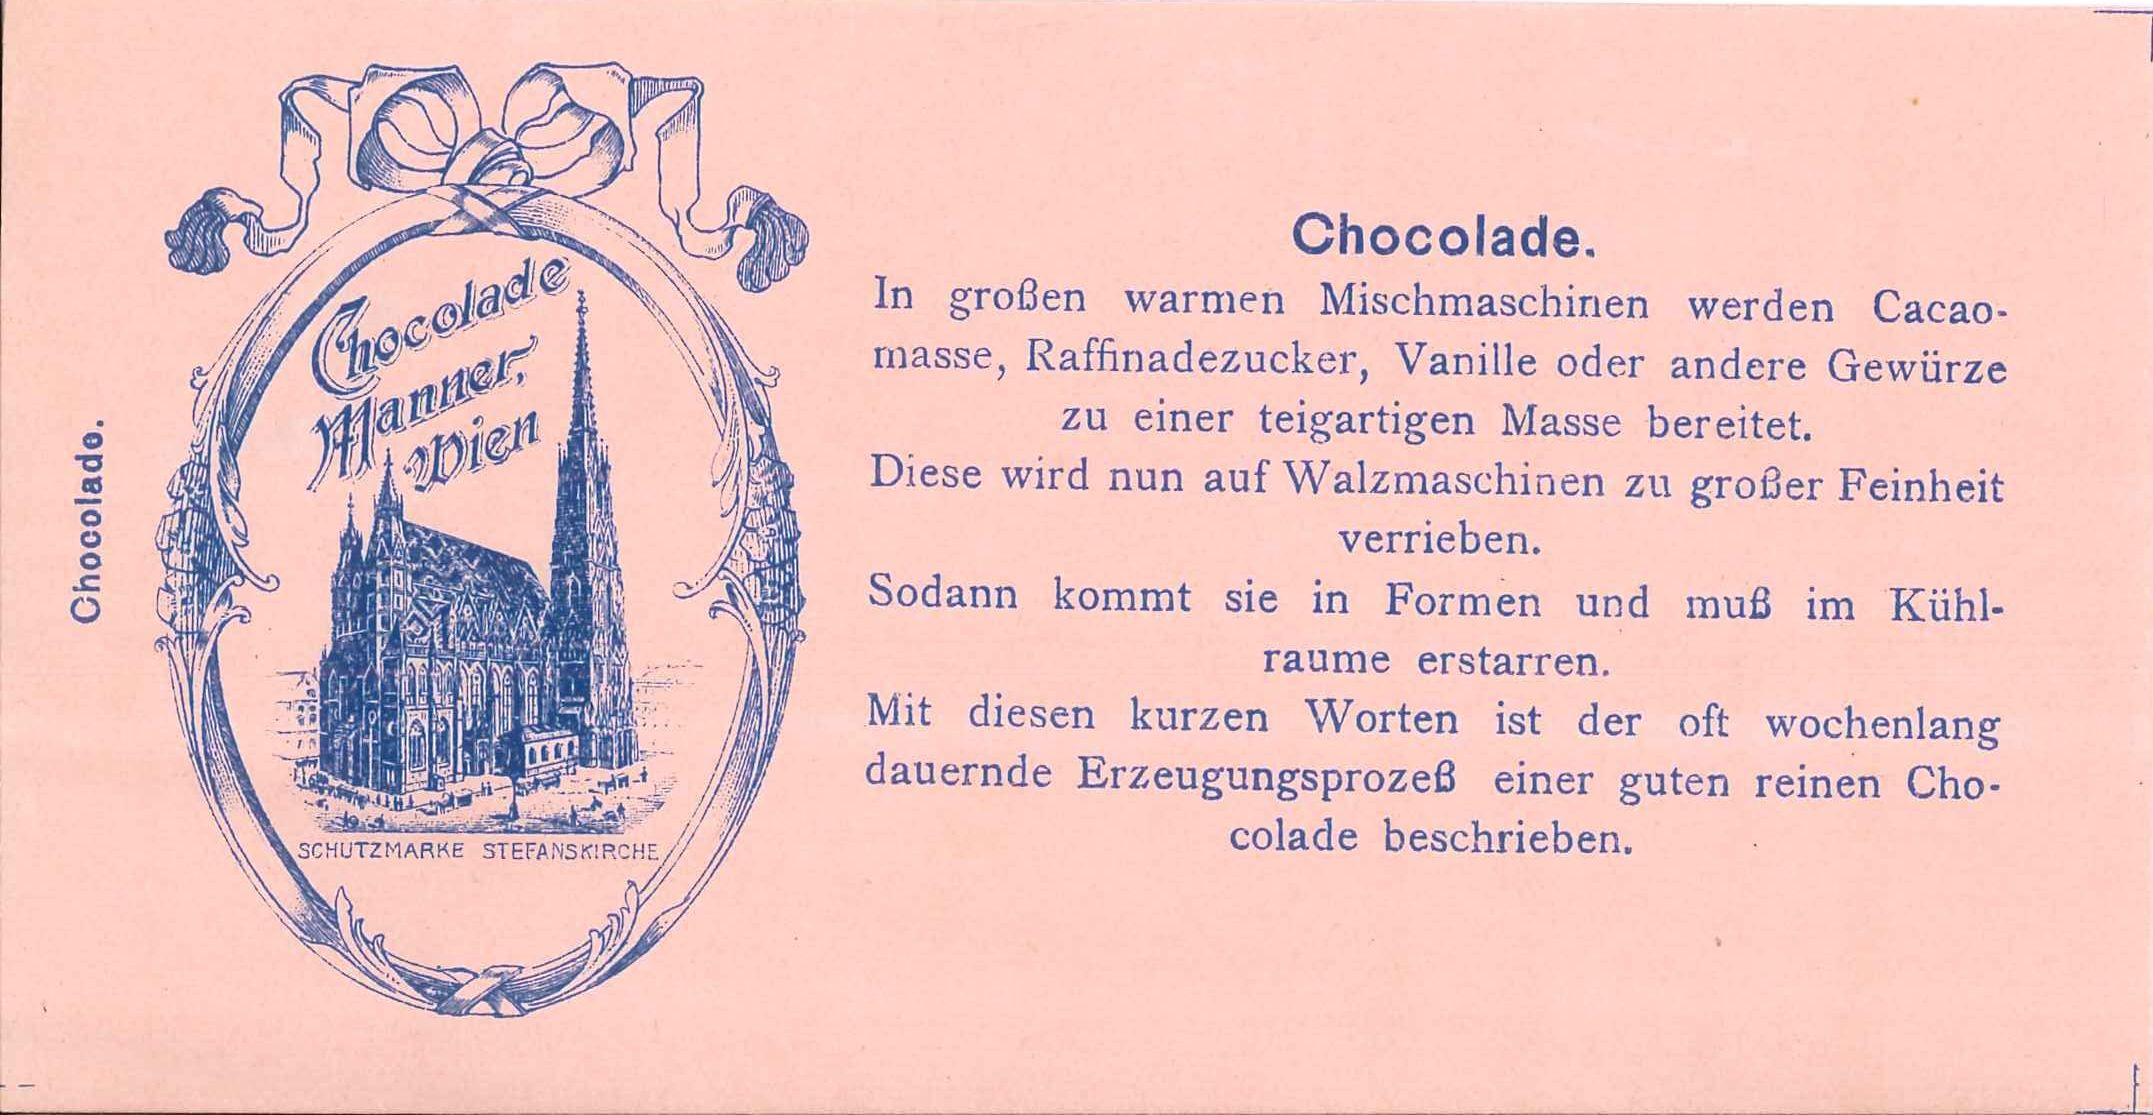 Chocolade.
Chocolade
Manner,
Wien
SCHUTZMARKE STEFANSKIRCHE
Chocolade.
In großen warmen Mischmaschinen werden Cacao-
masse, Raffinadezucker, Vanille oder andere Gewürze
zu einer teigartigen Masse bereitet.
Diese wird nun auf Walzmaschinen zu großer Feinheit
verrieben.
Sodann kommt sie in Formen und muß im Kühl-
raume erstarren.
Mit diesen kurzen Worten ist der oft wochenlang
dauernde Erzeugungsprozeß einer guten reinen Cho-
colade beschrieben.